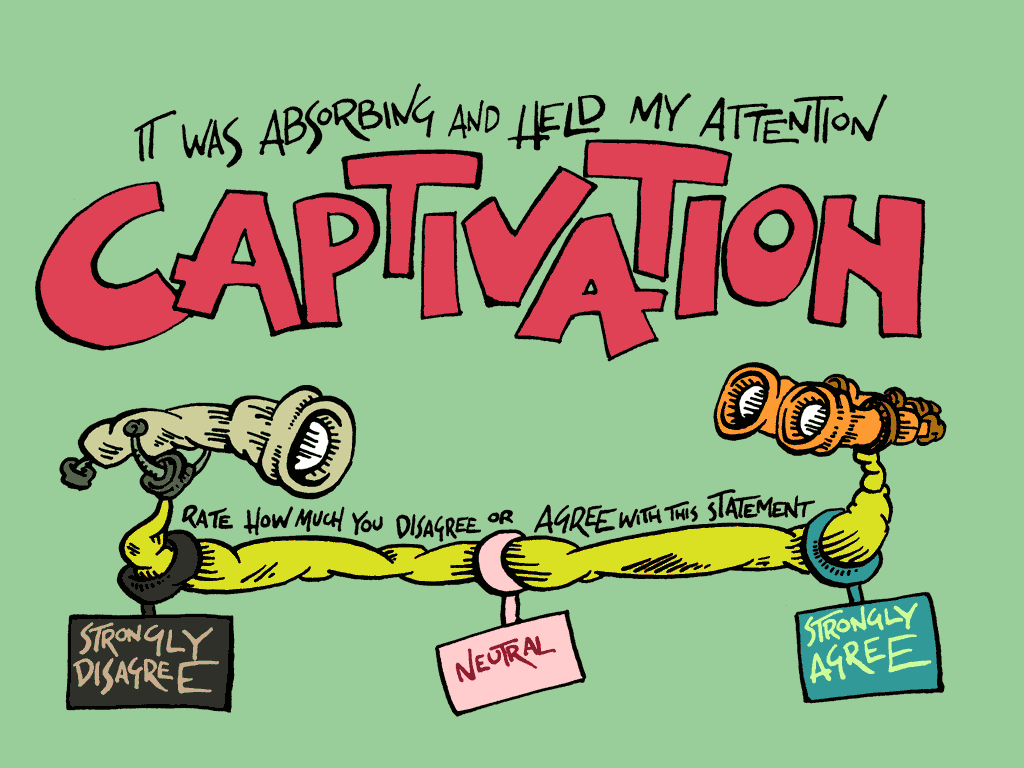 IT WAS ABSORBING AND HELD MY ATTENTION
CAPTIVATION
RATE HOW MUCH YOU DISAGREE OR AGREE WITH THIS STATEMENT
STRONGLY
DISAGREE
NEUTRAL
STRONGLY
AGREE